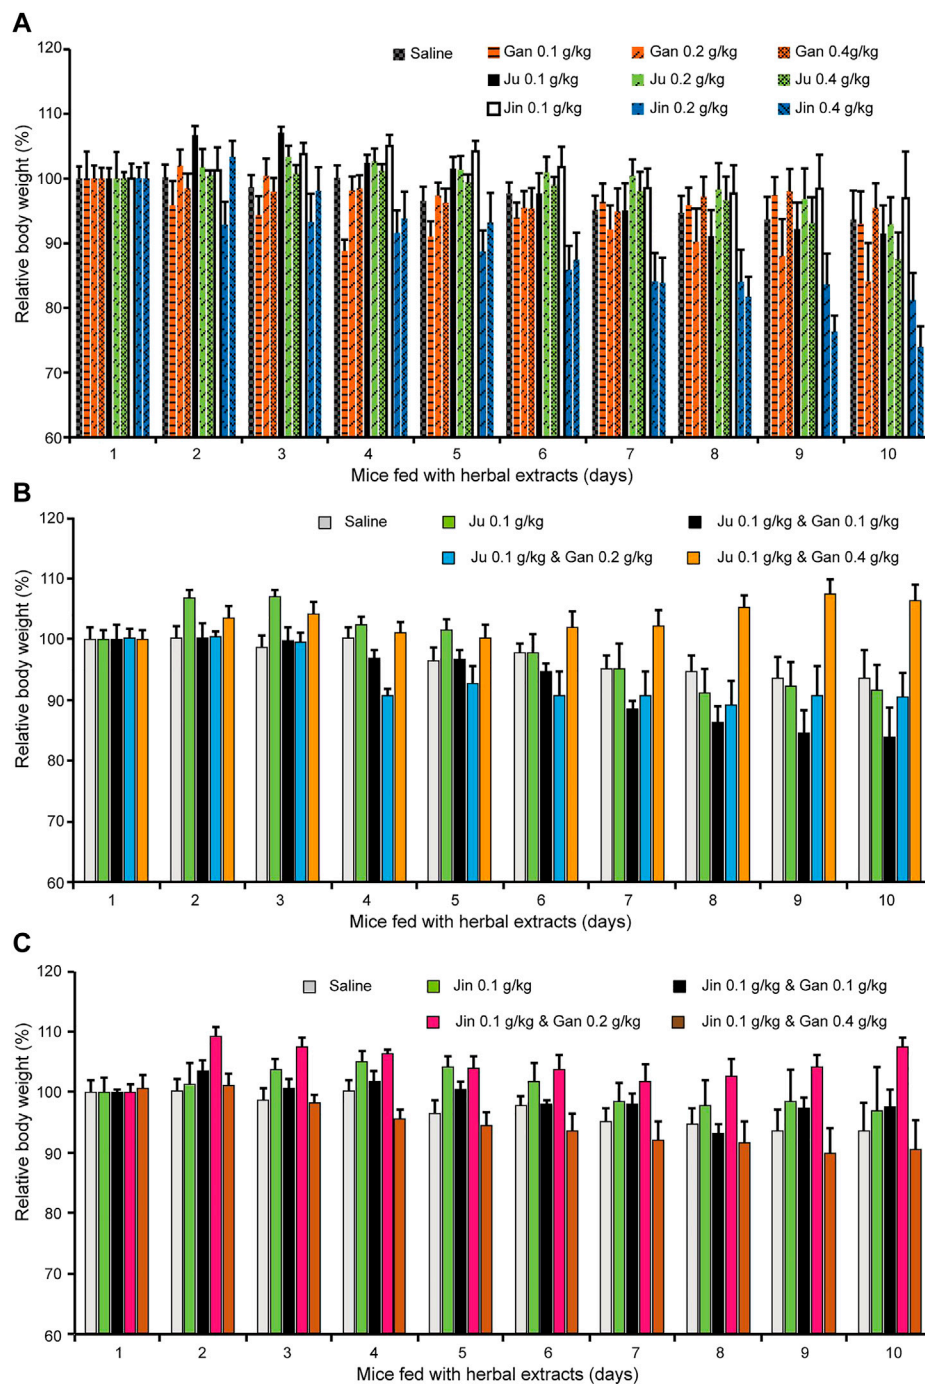 A
120
110
100
90
80
70
60
Relative body weight (%)
Saline Gan 0.1 g/kg Gan 0.2 g/kg Gan 0.4g/kg
Ju 0.1 g/kg Ju 0.2 g/kg Ju 0.4 g/kg
Jin 0.1 g/kg Jin 0.2 g/kg Jin 0.4 g/kg
1 2 3 4 5 6 7 8 9 10
Mice fed with herbal extracts (days)
B
120
110
100
90
80
70
60
Relative body weight (%)
Saline Ju 0.1 g/kg Ju 0.1 g/kg & Gan 0.1 g/kg
Ju 0.1 g/kg & Gan 0.2 g/kg Ju 0.1 g/kg & Gan 0.4 g/kg
1 2 3 4 5 6 7 8 9 10
Mice fed with herbal extracts (days)
C
120
110
100
90
80
70
60
Relative body weight (%)
Saline Jin 0.1 g/kg Jin 0.1 g/kg & Gan 0.1 g/kg
Jin 0.1 g/kg & Gan 0.2 g/kg Jin 0.1 g/kg & Gan 0.4 g/kg
1 2 3 4 5 6 7 8 9 10
Mice fed with herbal extracts (days)